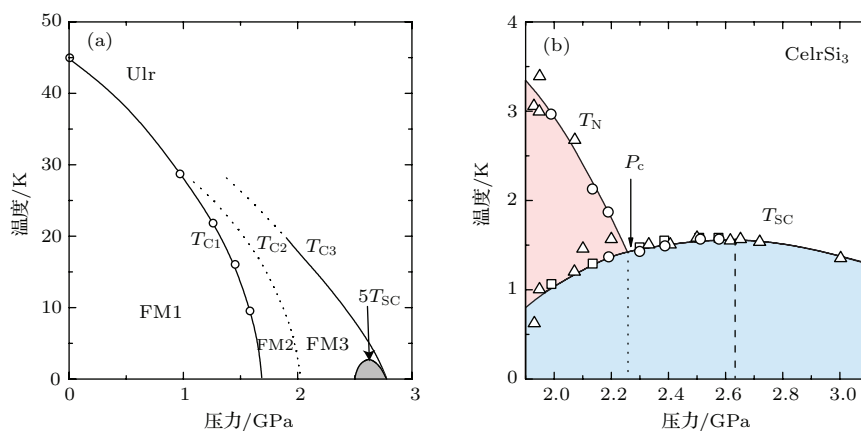 (a)
UIr
温度/K
50
40
30
20
10
0
T_C1
T_C2
T_C3
5T_SC
FM1
FM2
FM3
0
1
2
3
压力/GPa
(b)
CeIrSi₃
温度/K
4
3
2
1
0
T_N
P_c
T_SC
2.0
2.2
2.4
2.6
2.8
3.0
压力/GPa